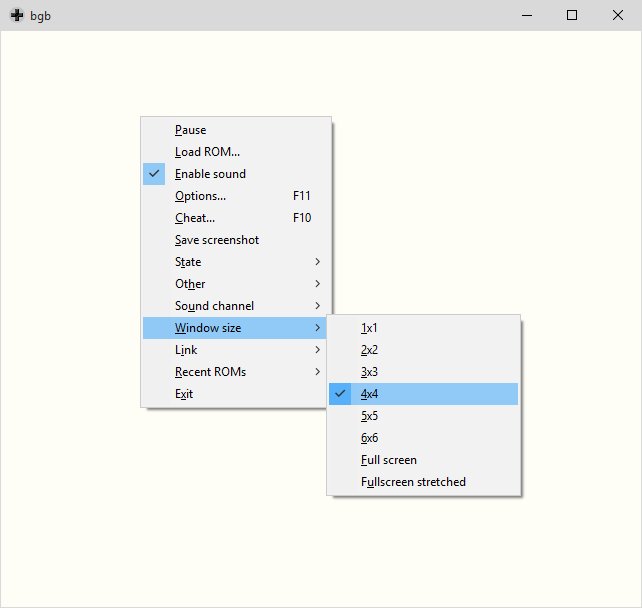 bgb
Pause
Load ROM...
Enable sound
Options... F11
Cheat... F10
Save screenshot
State
Other
Sound channel
Window size
Link
Recent ROMs
Exit
1x1
2x2
3x3
4x4
5x5
6x6
Full screen
Fullscreen stretched